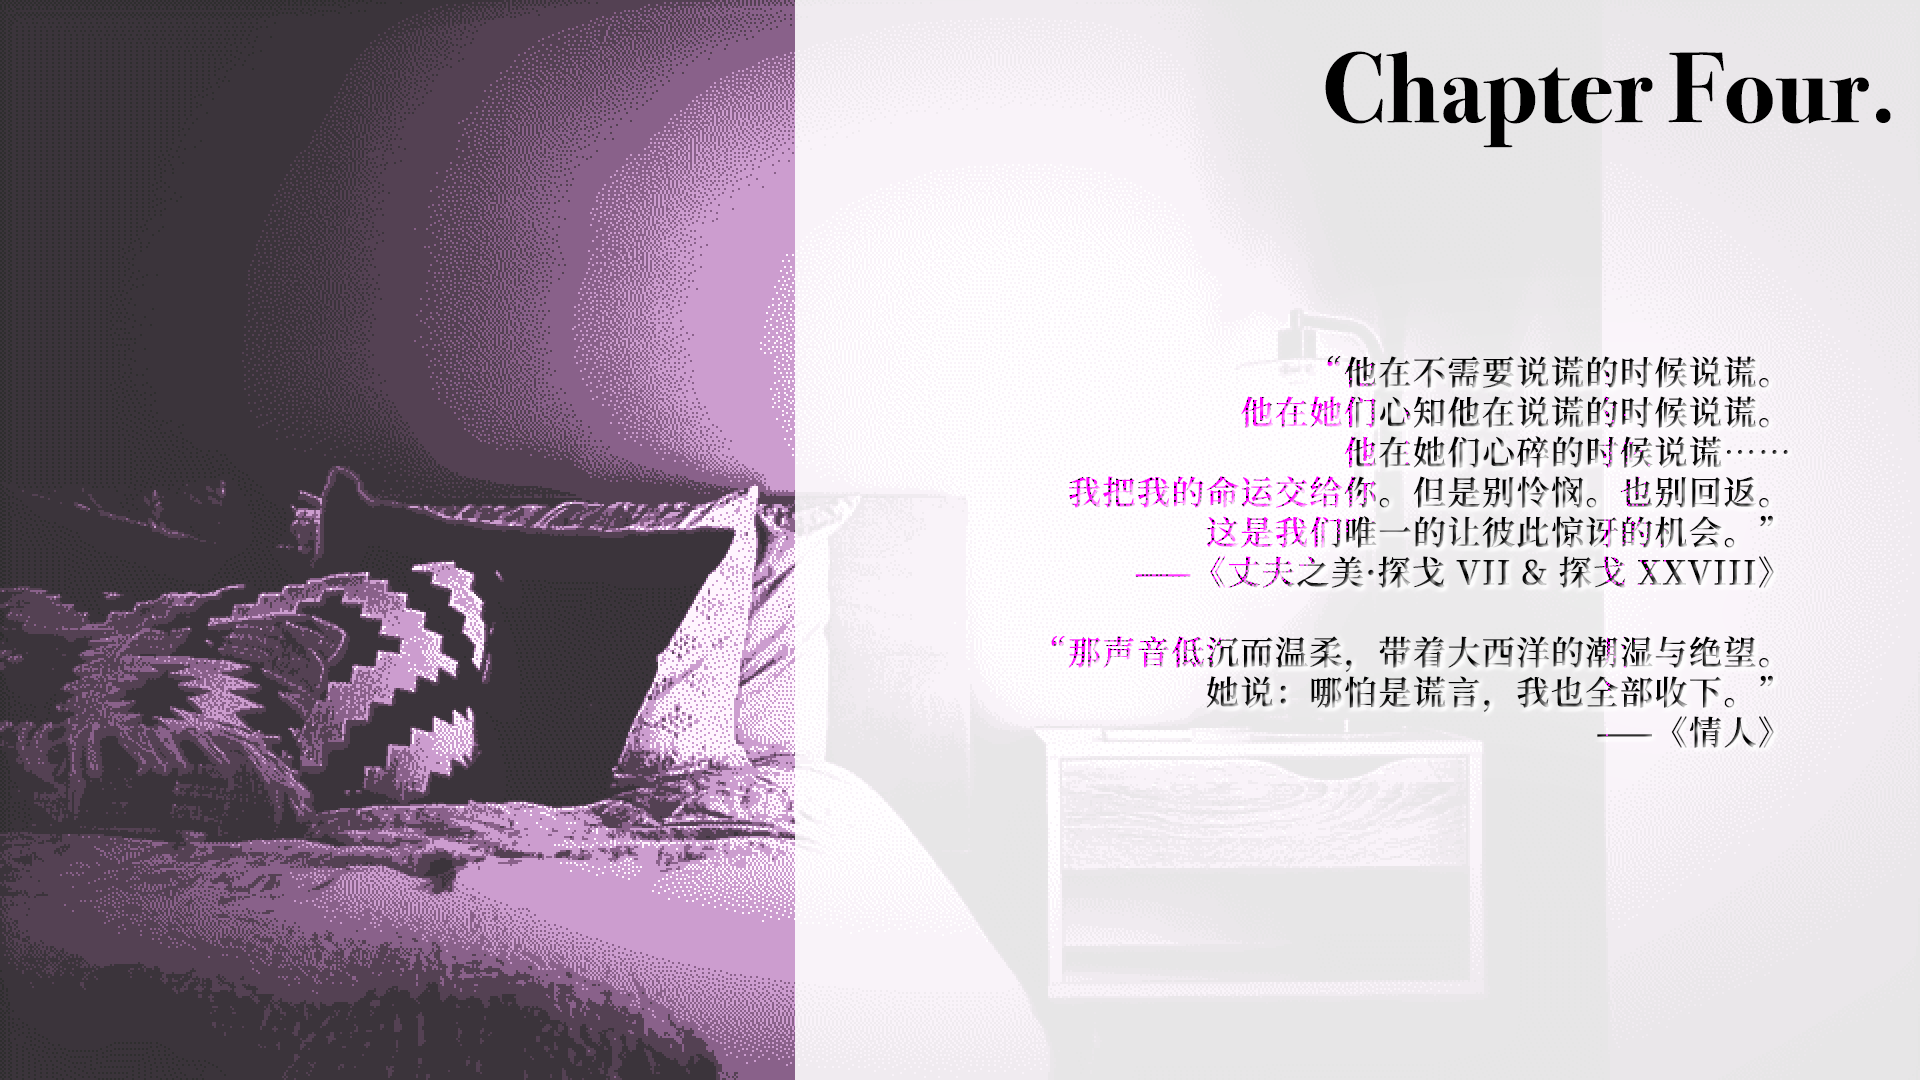 Chapter Four.
“他在不需要说谎的时候说谎。
他在她们心知他在说谎的时候说谎。
他在她们心碎的时候说谎……
我把我的命运交给你。但是别怜悯。也别回返。
这是我们唯一的让彼此惊讶的机会。”
——《丈夫之美·探戈 VII & 探戈 XXVIII》
“那声音低沉而温柔，带着大西洋的潮湿与绝望。
她说：哪怕是谎言，我也全部收下。”
——《情人》